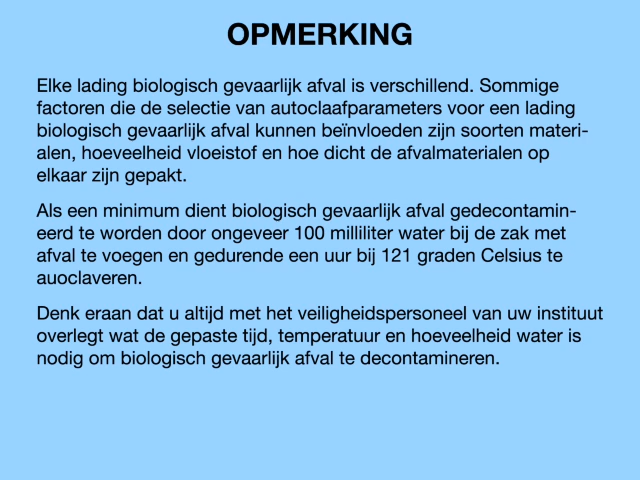 OPMERKING
Elke lading biologisch gevaarlijk afval is verschillend. Sommige
factoren die de selectie van autoclaafparameters voor een lading
biologisch gevaarlijk afval kunnen beïnvloeden zijn soorten materi-
alen, hoeveelheid vloeistof en hoe dicht de afvalmaterialen op
elkaar zijn gepakt.
Als een minimum dient biologisch gevaarlijk afval gedecontamin-
eerd te worden door ongeveer 100 milliliter water bij de zak met
afval te voegen en gedurende een uur bij 121 graden Celsius te
auoclaveren.
Denk eraan dat u altijd met het veiligheidspersoneel van uw instituut
overlegt wat de gepaste tijd, temperatuur en hoeveelheid water is
nodig om biologisch gevaarlijk afval te decontamineren.